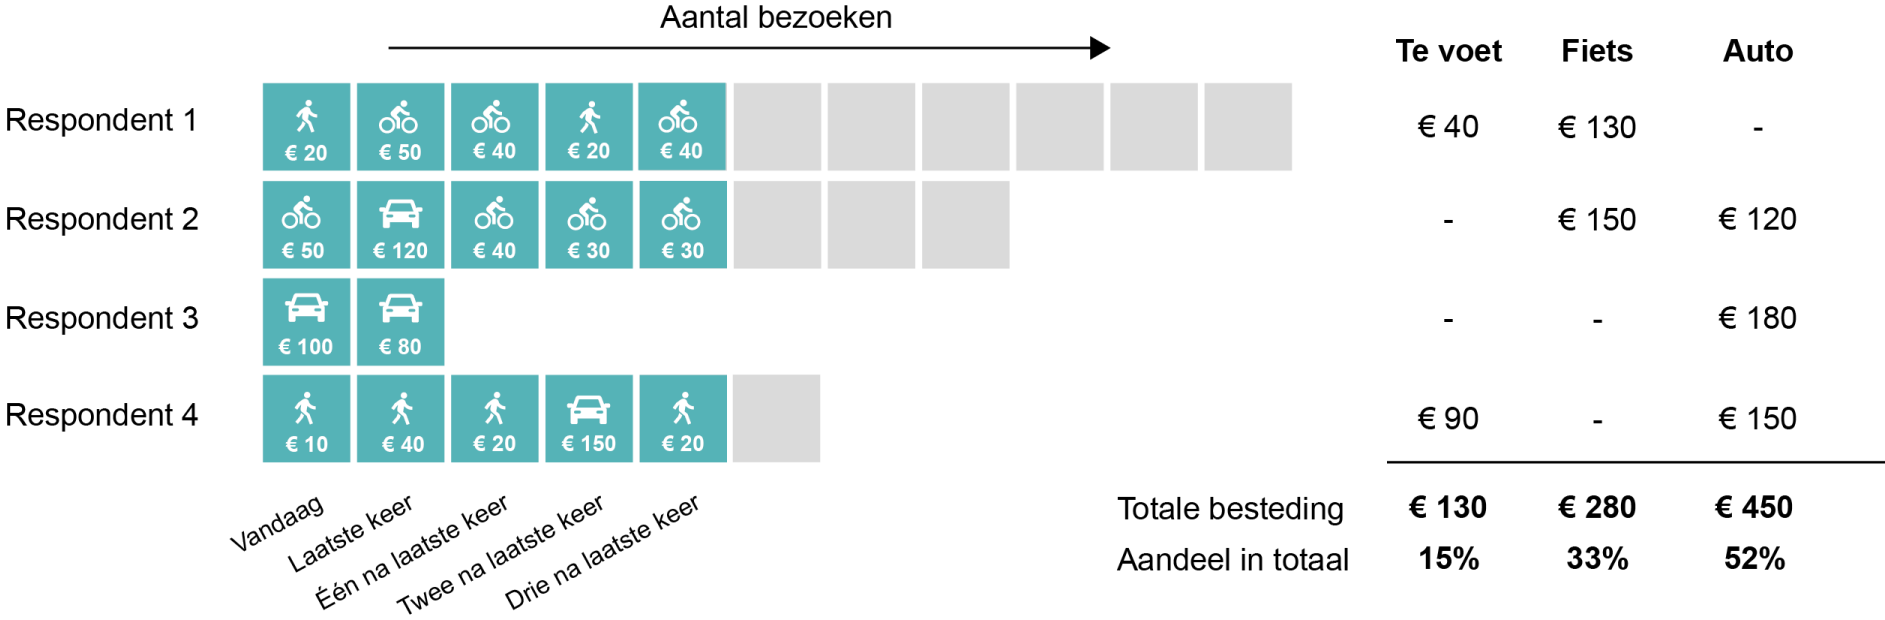 Aantal bezoeken
Te voet Fiets Auto
Respondent 1
€ 20 € 50 € 40 € 20 € 40
€ 40 € 130 -
Respondent 2
€ 50 € 120 € 40 € 30 € 30
- € 150 € 120
Respondent 3
€ 100 € 80
- - € 180
Respondent 4
€ 10 € 40 € 20 € 150 € 20
€ 90 - € 150
Vandaag
Laatste keer
Één na laatste keer
Twee na laatste keer
Drie na laatste keer
Totale besteding € 130 € 280 € 450
Aandeel in totaal 15% 33% 52%